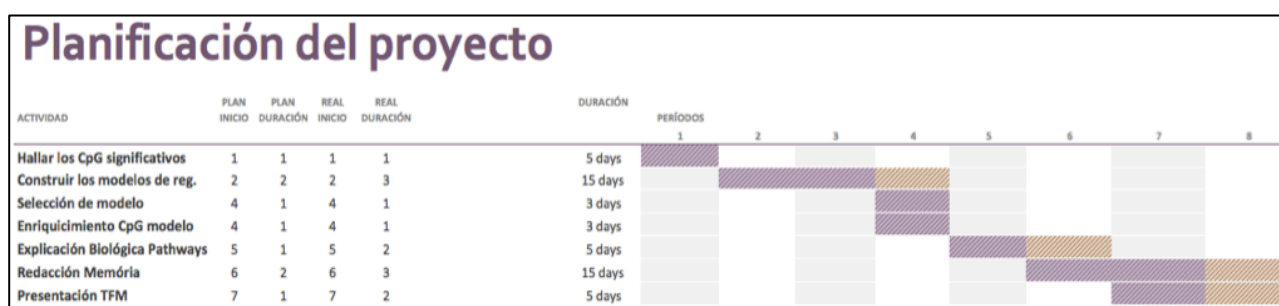 Planificación del proyecto
PLAN PLAN REAL REAL DURACIÓN
ACTIVIDAD INICIO DURACIÓN INICIO DURACIÓN PERÍODOS
1 2 3 4 5 6 7 8
Hallar los CpG significativos 1 1 1 1 5 days
Construir los modelos de reg. 2 2 2 3 15 days
Selección de modelo 4 1 4 1 3 days
Enriquicimiento CpG modelo 4 1 4 1 3 days
Explicación Biológica Pathways 5 1 5 2 5 days
Redacción Memória 6 2 6 3 15 days
Presentación TFM 7 1 7 2 5 days